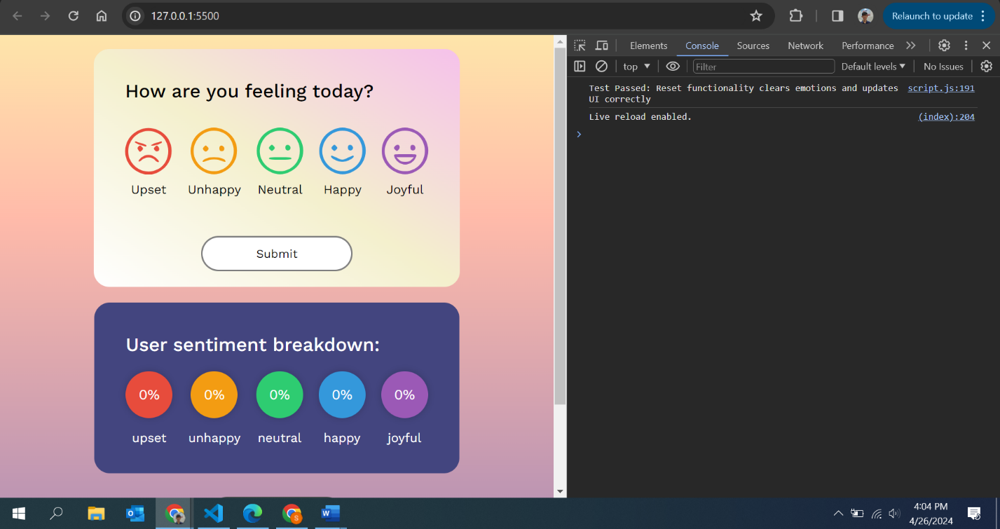 127.0.0.1:5500
Relaunch to update
How are you feeling today?
Upset Unhappy Neutral Happy Joyful
Submit
User sentiment breakdown:
0% 0% 0% 0% 0%
upset unhappy neutral happy joyful
Elements Console Sources Network Performance
top Filter Default levels No Issues
Test Passed: Reset functionality clears emotions and updates script.js:191
UI correctly
Live reload enabled. (index):204
4:04 PM
4/26/2024